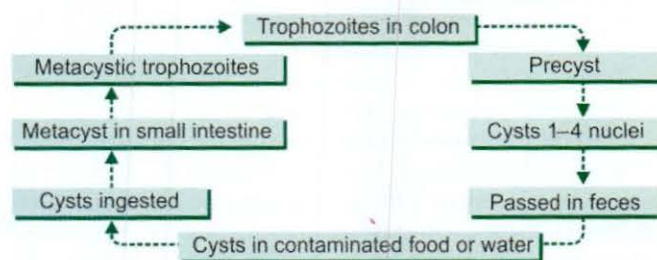 Trophozoites in colon
Metacystic trophozoites
Precyst
Metacyst in small intestine
Cysts 1–4 nuclei
Cysts ingested
Passed in feces
Cysts in contaminated food or water